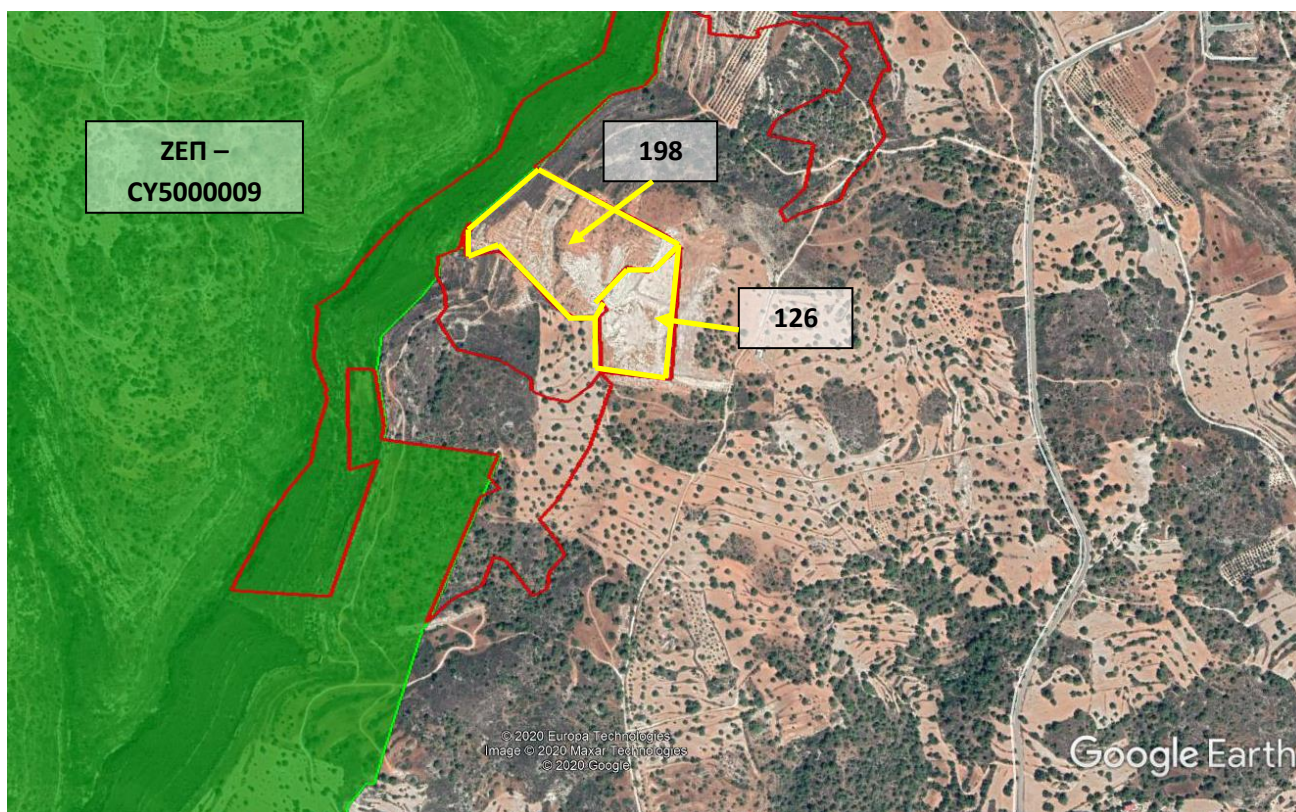 ΖΕΠ –
CY5000009
198
126
© 2020 Europa Technologies
Image © 2020 Maxar Technologies
© 2020 Google
Google Earth